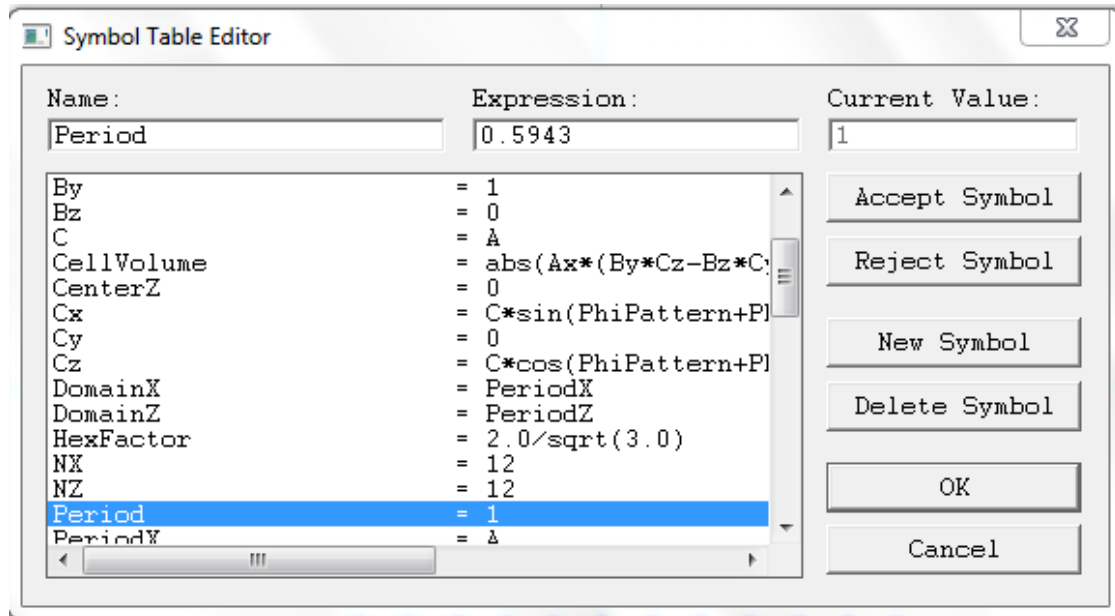 Symbol Table Editor
Name: Expression: Current Value:
Period 0.5943 1
By = 1
Bz = 0
C = A
CellVolume = abs(Ax*(By*Cz-Bz*Cy
CenterZ = 0
Cx = C*sin(PhiPattern+Ph
Cy = 0
Cz = C*cos(PhiPattern+Ph
DomainX = PeriodX
DomainZ = PeriodZ
HexFactor = 2.0/sqrt(3.0)
NX = 12
NZ = 12
Period = 1
PeriodX = A
Accept Symbol
Reject Symbol
New Symbol
Delete Symbol
OK
Cancel